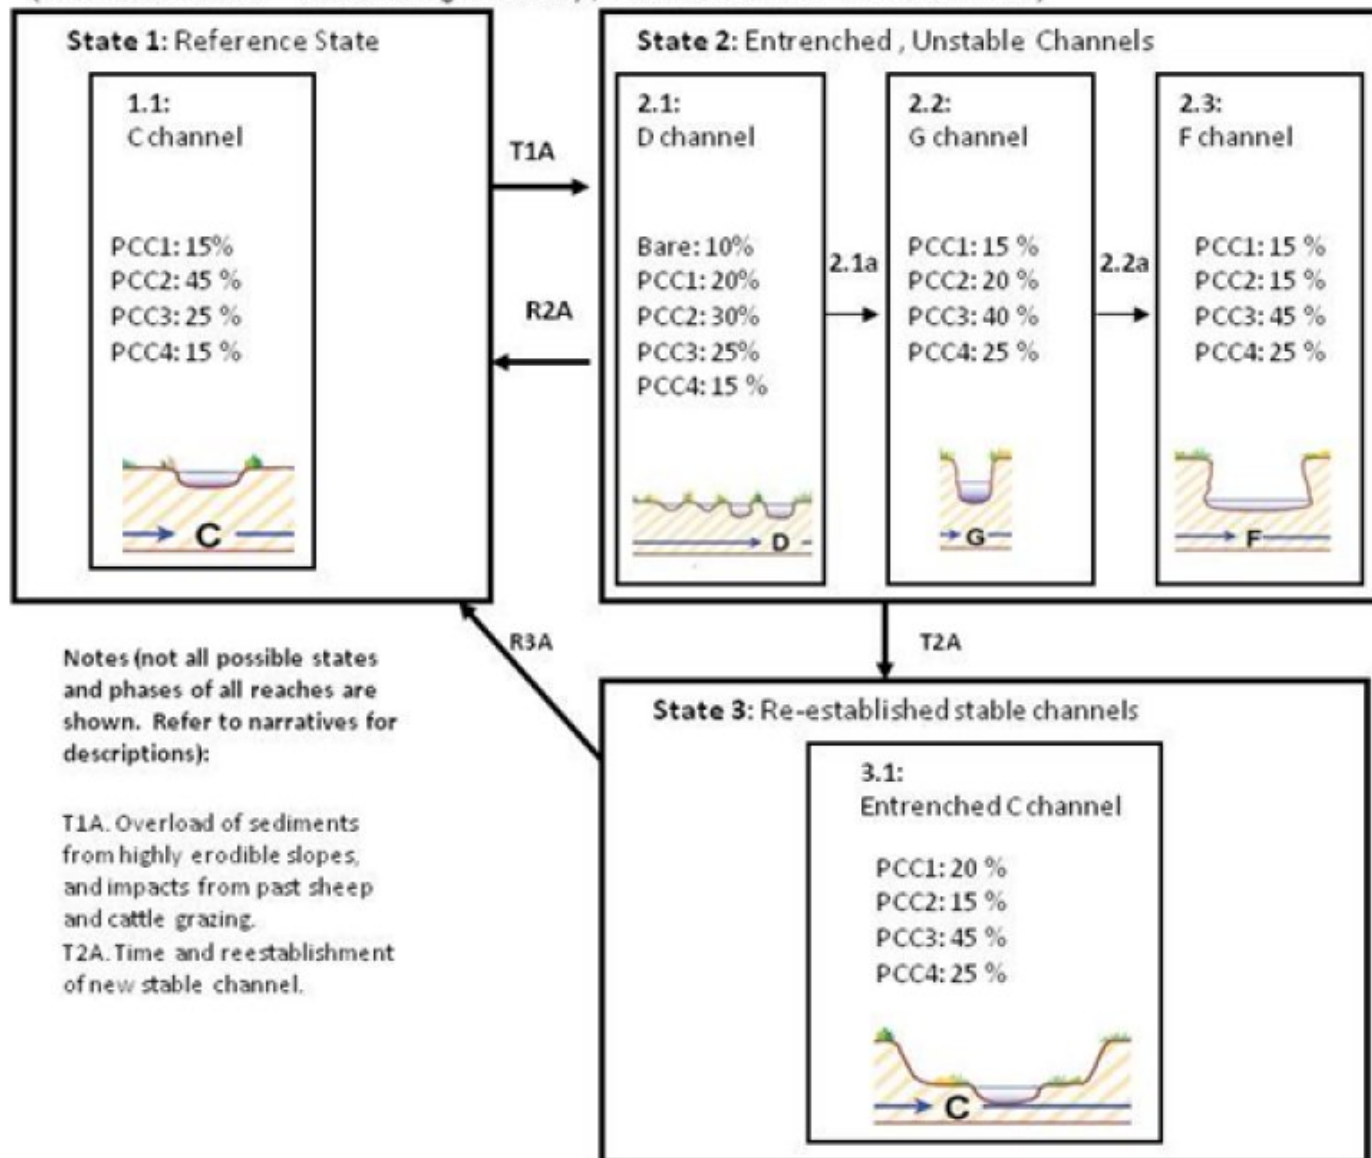 State 1: Reference State
1.1:
C channel
PCC1: 15%
PCC2: 45 %
PCC3: 25 %
PCC4: 15 %
C
T1A
R2A
State 2: Entrenched , Unstable Channels
2.1:
D channel
Bare: 10%
PCC1: 20%
PCC2: 30%
PCC3: 25%
PCC4: 15 %
D
2.1a
2.2:
G channel
PCC1: 15 %
PCC2: 20 %
PCC3: 40 %
PCC4: 25 %
G
2.2a
2.3:
F channel
PCC1: 15 %
PCC2: 15 %
PCC3: 45 %
PCC4: 25 %
F
R3A
T2A
Notes (not all possible states
and phases of all reaches are
shown. Refer to narratives for
descriptions):
T1A. Overload of sediments
from highly erodible slopes,
and impacts from past sheep
and cattle grazing.
T2A. Time and reestablishment
of new stable channel.
State 3: Re-established stable channels
3.1:
Entrenched C channel
PCC1: 20 %
PCC2: 15 %
PCC3: 45 %
PCC4: 25 %
C